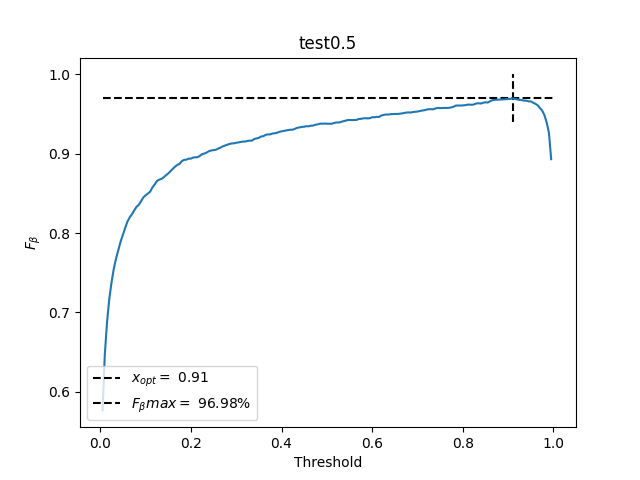 test0.5
1.0
0.9
0.8
0.7
0.6
Fβ
x_opt = 0.91
F_βmax = 96.98%
0.0 0.2 0.4 0.6 0.8 1.0
Threshold